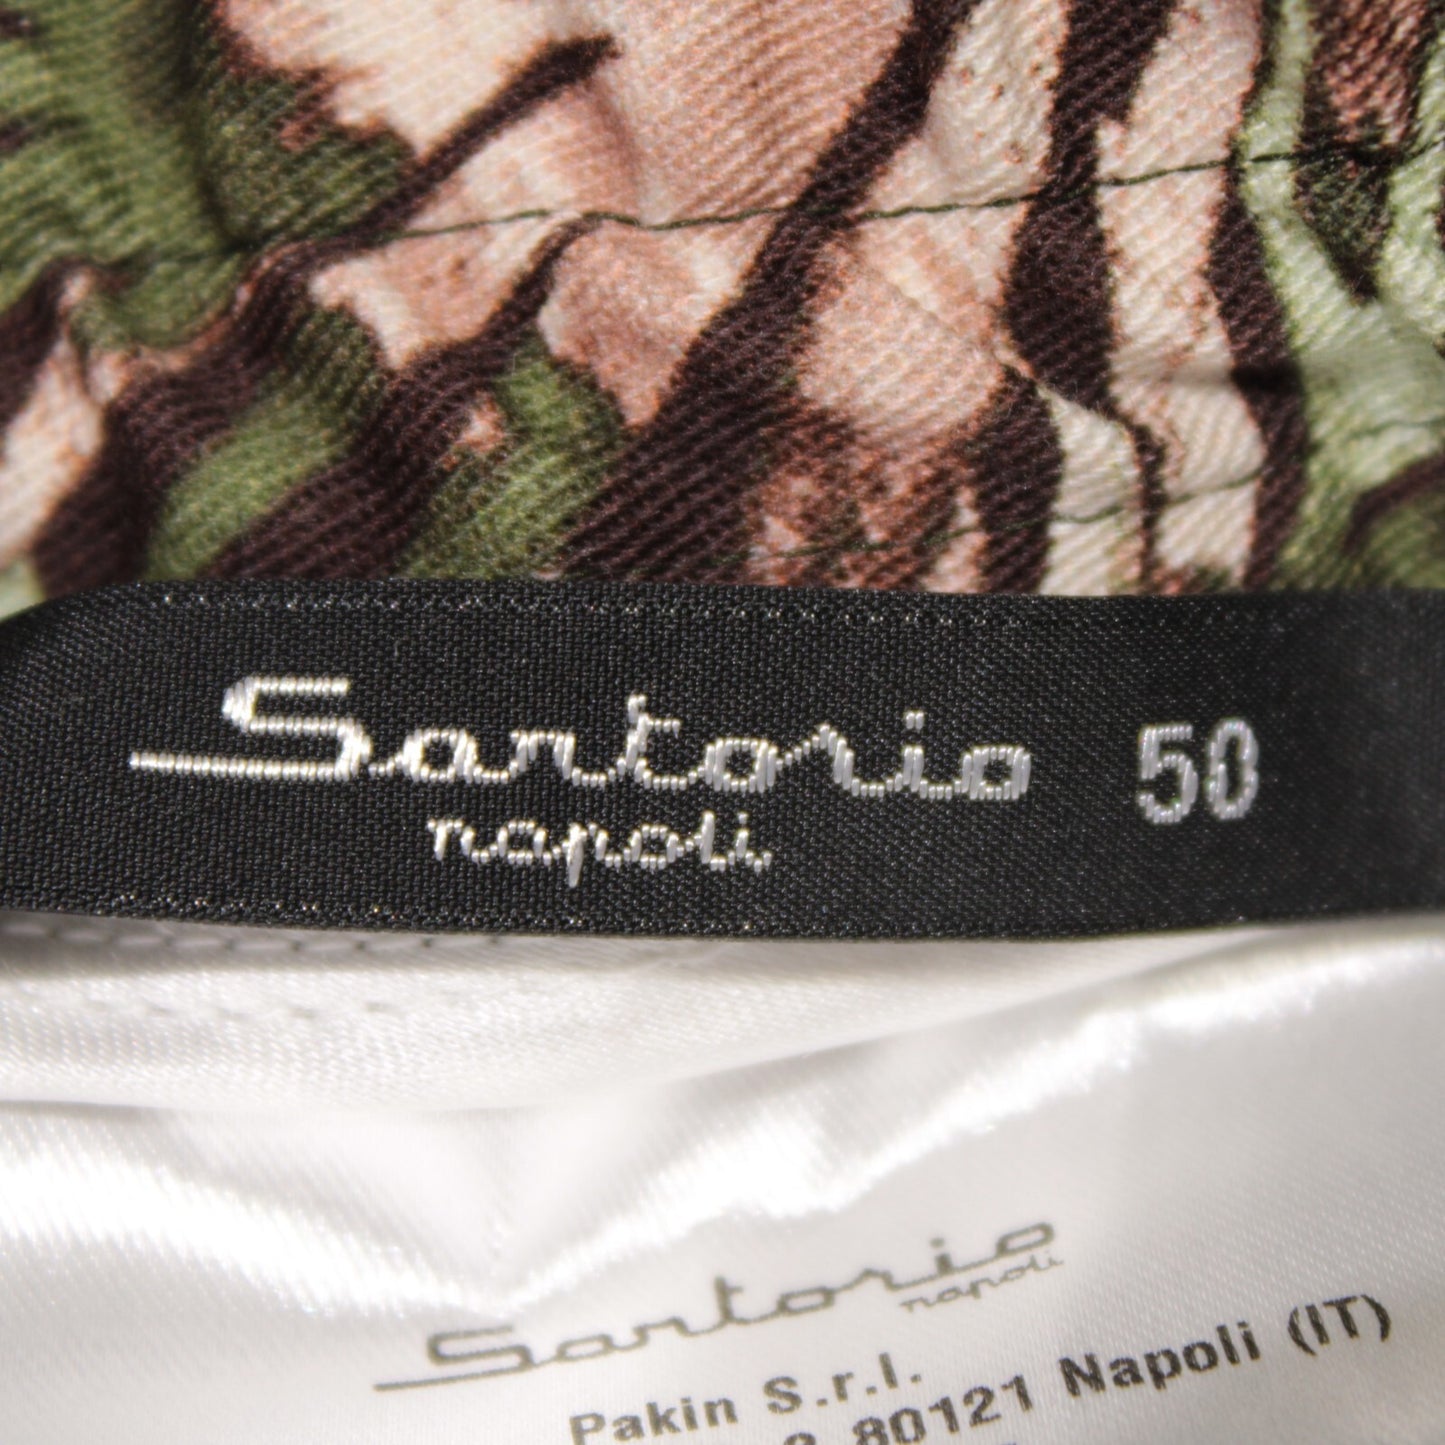 Sartorio 50
napoli
Sartorio
napoli
Pakin S.r.l.
80121 Napoli (IT)